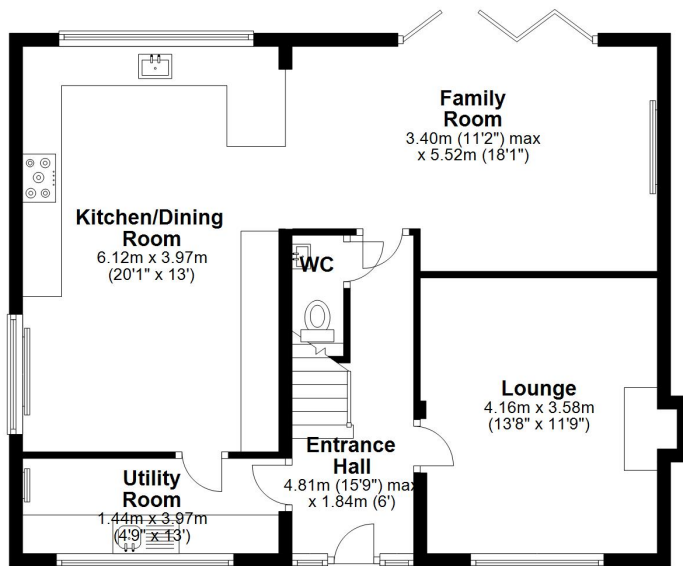 Family
Room
3.40m (11'2") max
x 5.52m (18'1")
Kitchen/Dining
Room
6.12m x 3.97m
(20'1" x 13')
WC
Lounge
4.16m x 3.58m
(13'8" x 11'9")
Entrance
Hall
4.81m (15'9") max
x 1.84m (6')
Utility
Room
1.44m x 3.97m
(4'9" x 13')